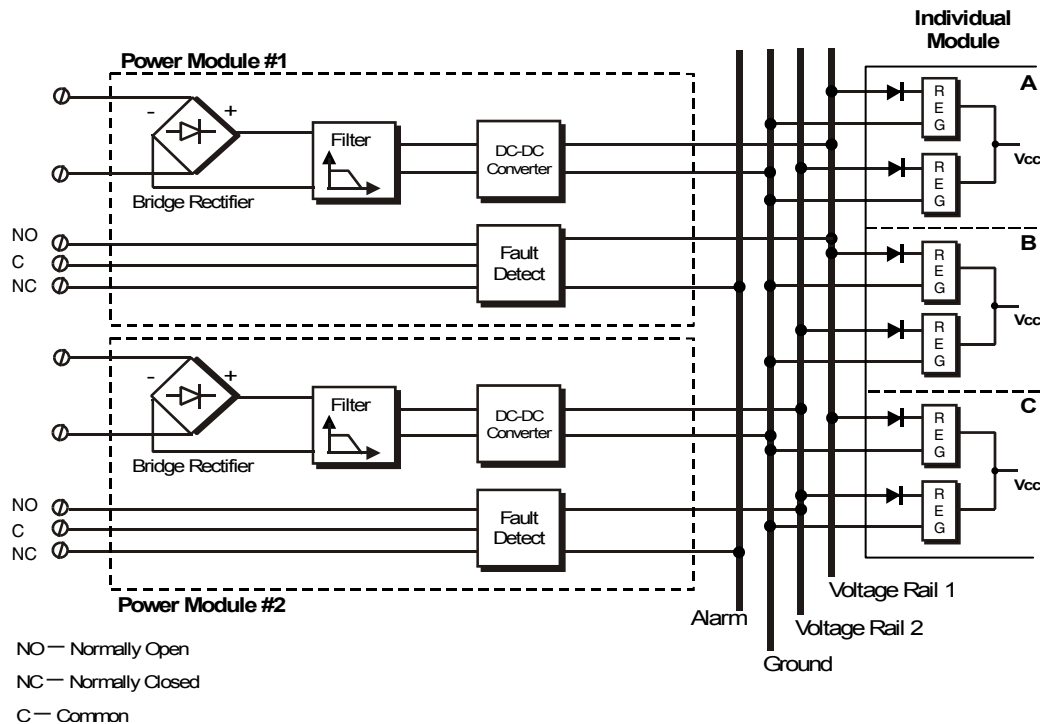 Individual
Module
Power Module #1
A
- +
Filter
DC-DC
Converter
Bridge Rectifier
R
E
G
R
E
G
Vcc
NO
C
NC
Fault
Detect
B
R
E
G
R
E
G
Vcc
- +
Filter
DC-DC
Converter
Bridge Rectifier
C
R
E
G
R
E
G
Vcc
NO
C
NC
Fault
Detect
Power Module #2
Voltage Rail 1
Alarm
Voltage Rail 2
Ground
NO — Normally Open
NC — Normally Closed
C — Common